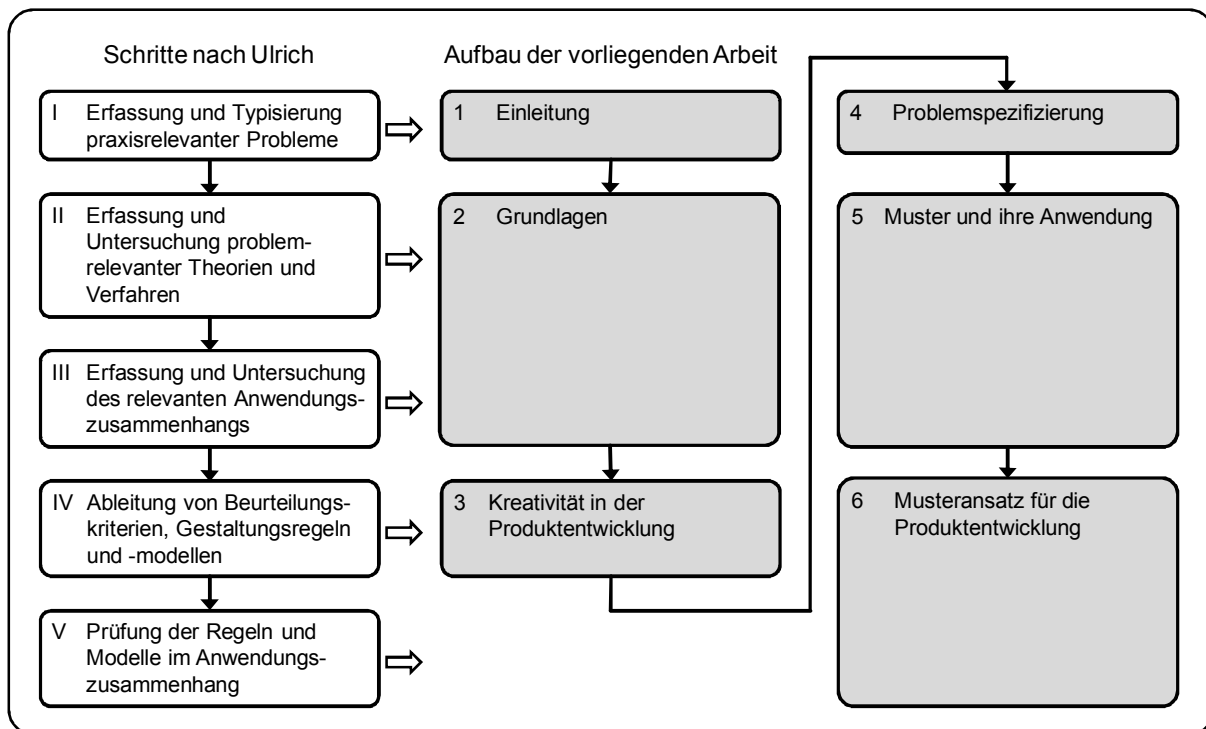 Schritte nach Ulrich
I Erfassung und Typisierung
praxisrelevanter Probleme
II Erfassung und
Untersuchung problem-
relevanter Theorien und
Verfahren
III Erfassung und Untersuchung
des relevanten Anwendungs-
zusammenhangs
IV Ableitung von Beurteilungs-
kriterien, Gestaltungsregeln
und -modellen
V Prüfung der Regeln und
Modelle im Anwendungs-
zusammenhang
Aufbau der vorliegenden Arbeit
1 Einleitung
2 Grundlagen
3 Kreativität in der
Produktentwicklung
4 Problemspezifizierung
5 Muster und ihre Anwendung
6 Musteransatz für die
Produktentwicklung